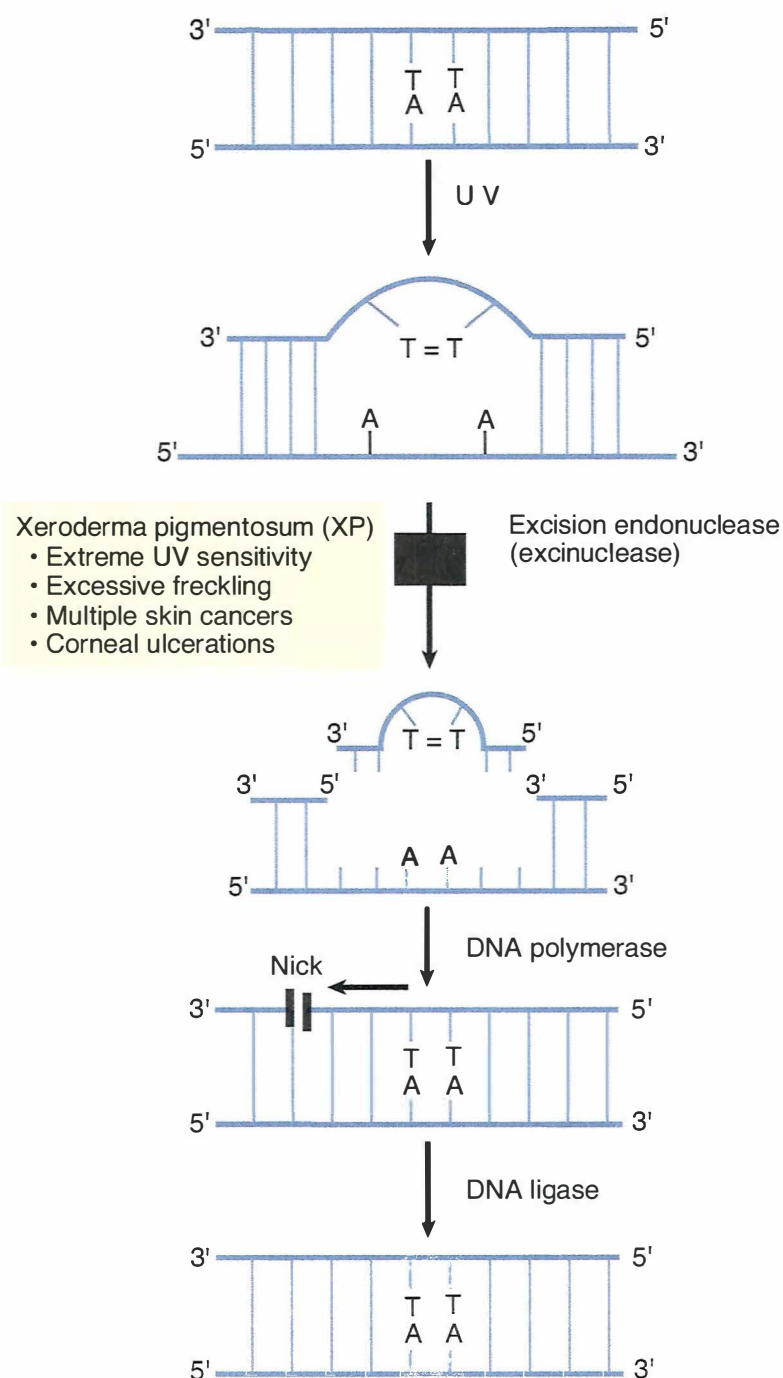 3' 5'
T T
A A
5' 3'
U V
3' 5'
T = T
A A
5' 3'
Xeroderma pigmentosum (XP)
• Extreme UV sensitivity
• Excessive freckling
• Multiple skin cancers
• Corneal ulcerations
Excision endonuclease
(excinuclease)
3' T = T 5'
3' 5' 3' 5'
A A
5' 3'
DNA polymerase
Nick
3' 5'
T T
A A
5' 3'
DNA ligase
3' 5'
T T
A A
5' 3'